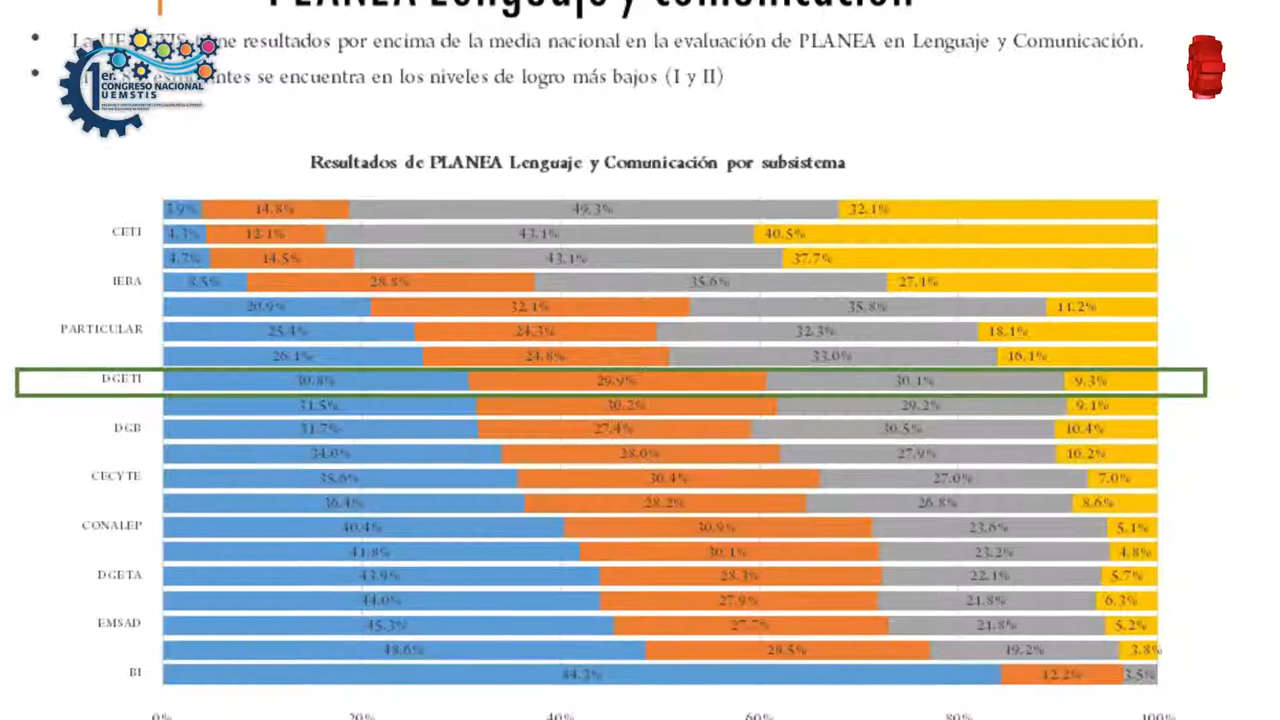 PLANEA Lenguaje y comunicación
La UEMSTIS tiene resultados por encima de la media nacional en la evaluación de PLANEA en Lenguaje y Comunicación.
se encuentra en los niveles de logro más bajos (I y II)
1er.
CONGRESO NACIONAL
UEMSTIS
Resultados de PLANEA Lenguaje y Comunicación por subsistema
3.9% 14.8% 49.3% 32.1%
CETI 4.3% 12.1% 43.1% 40.5%
4.7% 14.5% 43.1% 37.7%
IEBA 8.5% 28.8% 35.6% 27.1%
20.9% 32.1% 35.8% 11.2%
PARTICULAR 25.4% 24.3% 32.3% 18.1%
26.1% 24.8% 33.0% 16.1%
DGETI 30.8% 29.9% 30.1% 9.3%
31.5% 30.2% 29.2% 9.1%
DGB 31.7% 27.4% 30.5% 10.4%
34.0% 28.0% 27.9% 10.2%
CECYTE 35.6% 30.4% 27.0% 7.0%
36.4% 28.2% 26.8% 8.6%
CONALEP 40.4% 30.9% 23.6% 5.1%
41.8% 30.1% 23.2% 4.8%
DGETA 43.9% 28.3% 22.1% 5.7%
44.0% 27.9% 21.8% 6.3%
EMSAD 45.3% 27.7% 21.8% 5.2%
48.6% 28.5% 19.2% 3.8%
BI 84.3% 12.2% 3.5%
0% 20% 40% 60% 80% 100%